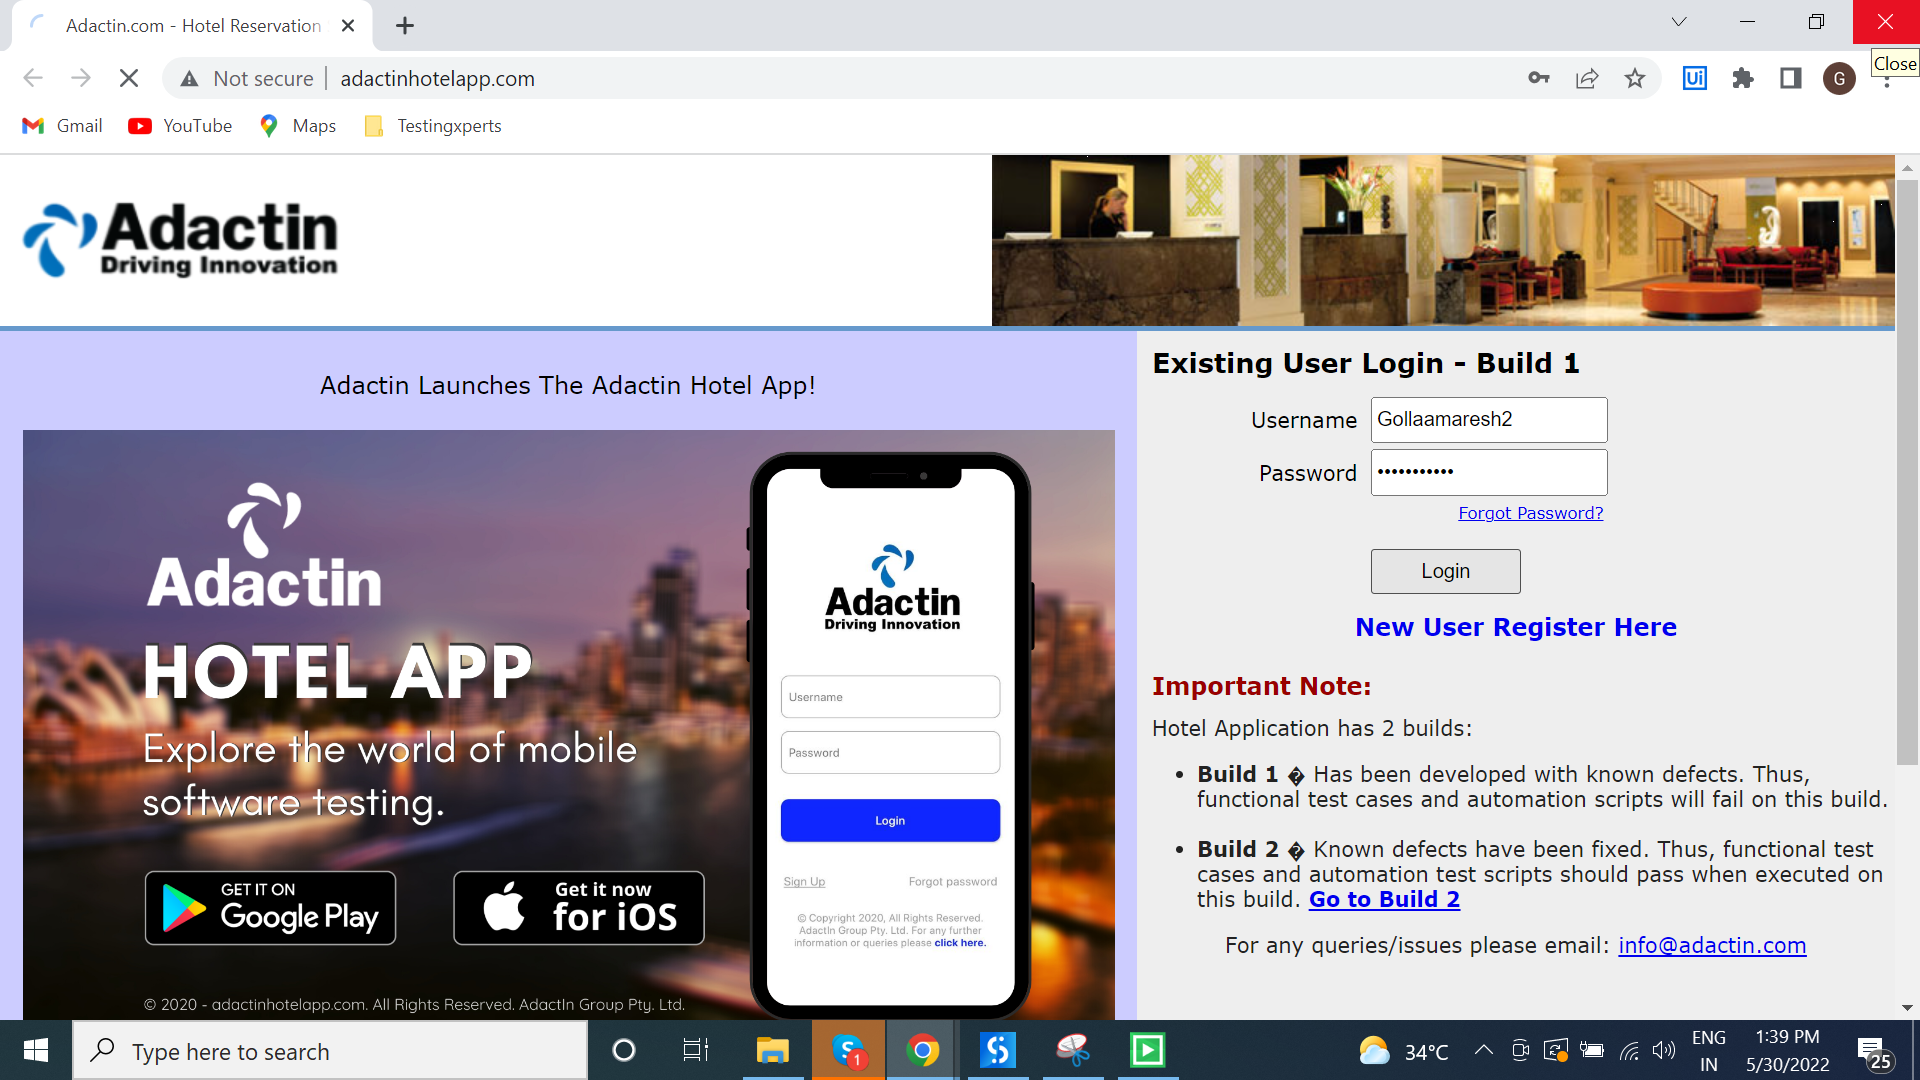 Adactin.com - Hotel Reservation
Close
Not secure
adactinhotelapp.com
Ui
G
Gmail
YouTube
Maps
Testingxperts
Adactin
Driving Innovation
Adactin Launches The Adactin Hotel App!
Adactin
HOTEL APP
Explore the world of mobile
software testing.
GET IT ON
Google Play
Get it now
for iOS
© 2020 - adactinhotelapp.com. All Rights Reserved. AdactIn Group Pty. Ltd.
Adactin
Driving Innovation
Username
Password
Login
Sign Up
Forgot password
© Copyright 2020, All Rights Reserved.
AdactIn Group Pty. Ltd. For any further
information or queries please click here.
Existing User Login - Build 1
Username
Gollaamaresh2
Password
•••••••••••
Forgot Password?
Login
New User Register Here
Important Note:
Hotel Application has 2 builds:
• Build 1 � Has been developed with known defects. Thus,
functional test cases and automation scripts will fail on this build.
• Build 2 � Known defects have been fixed. Thus, functional test
cases and automation test scripts should pass when executed on
this build. Go to Build 2
For any queries/issues please email: info@adactin.com
Type here to search
1
34°C
ENG
IN
1:39 PM
5/30/2022
25